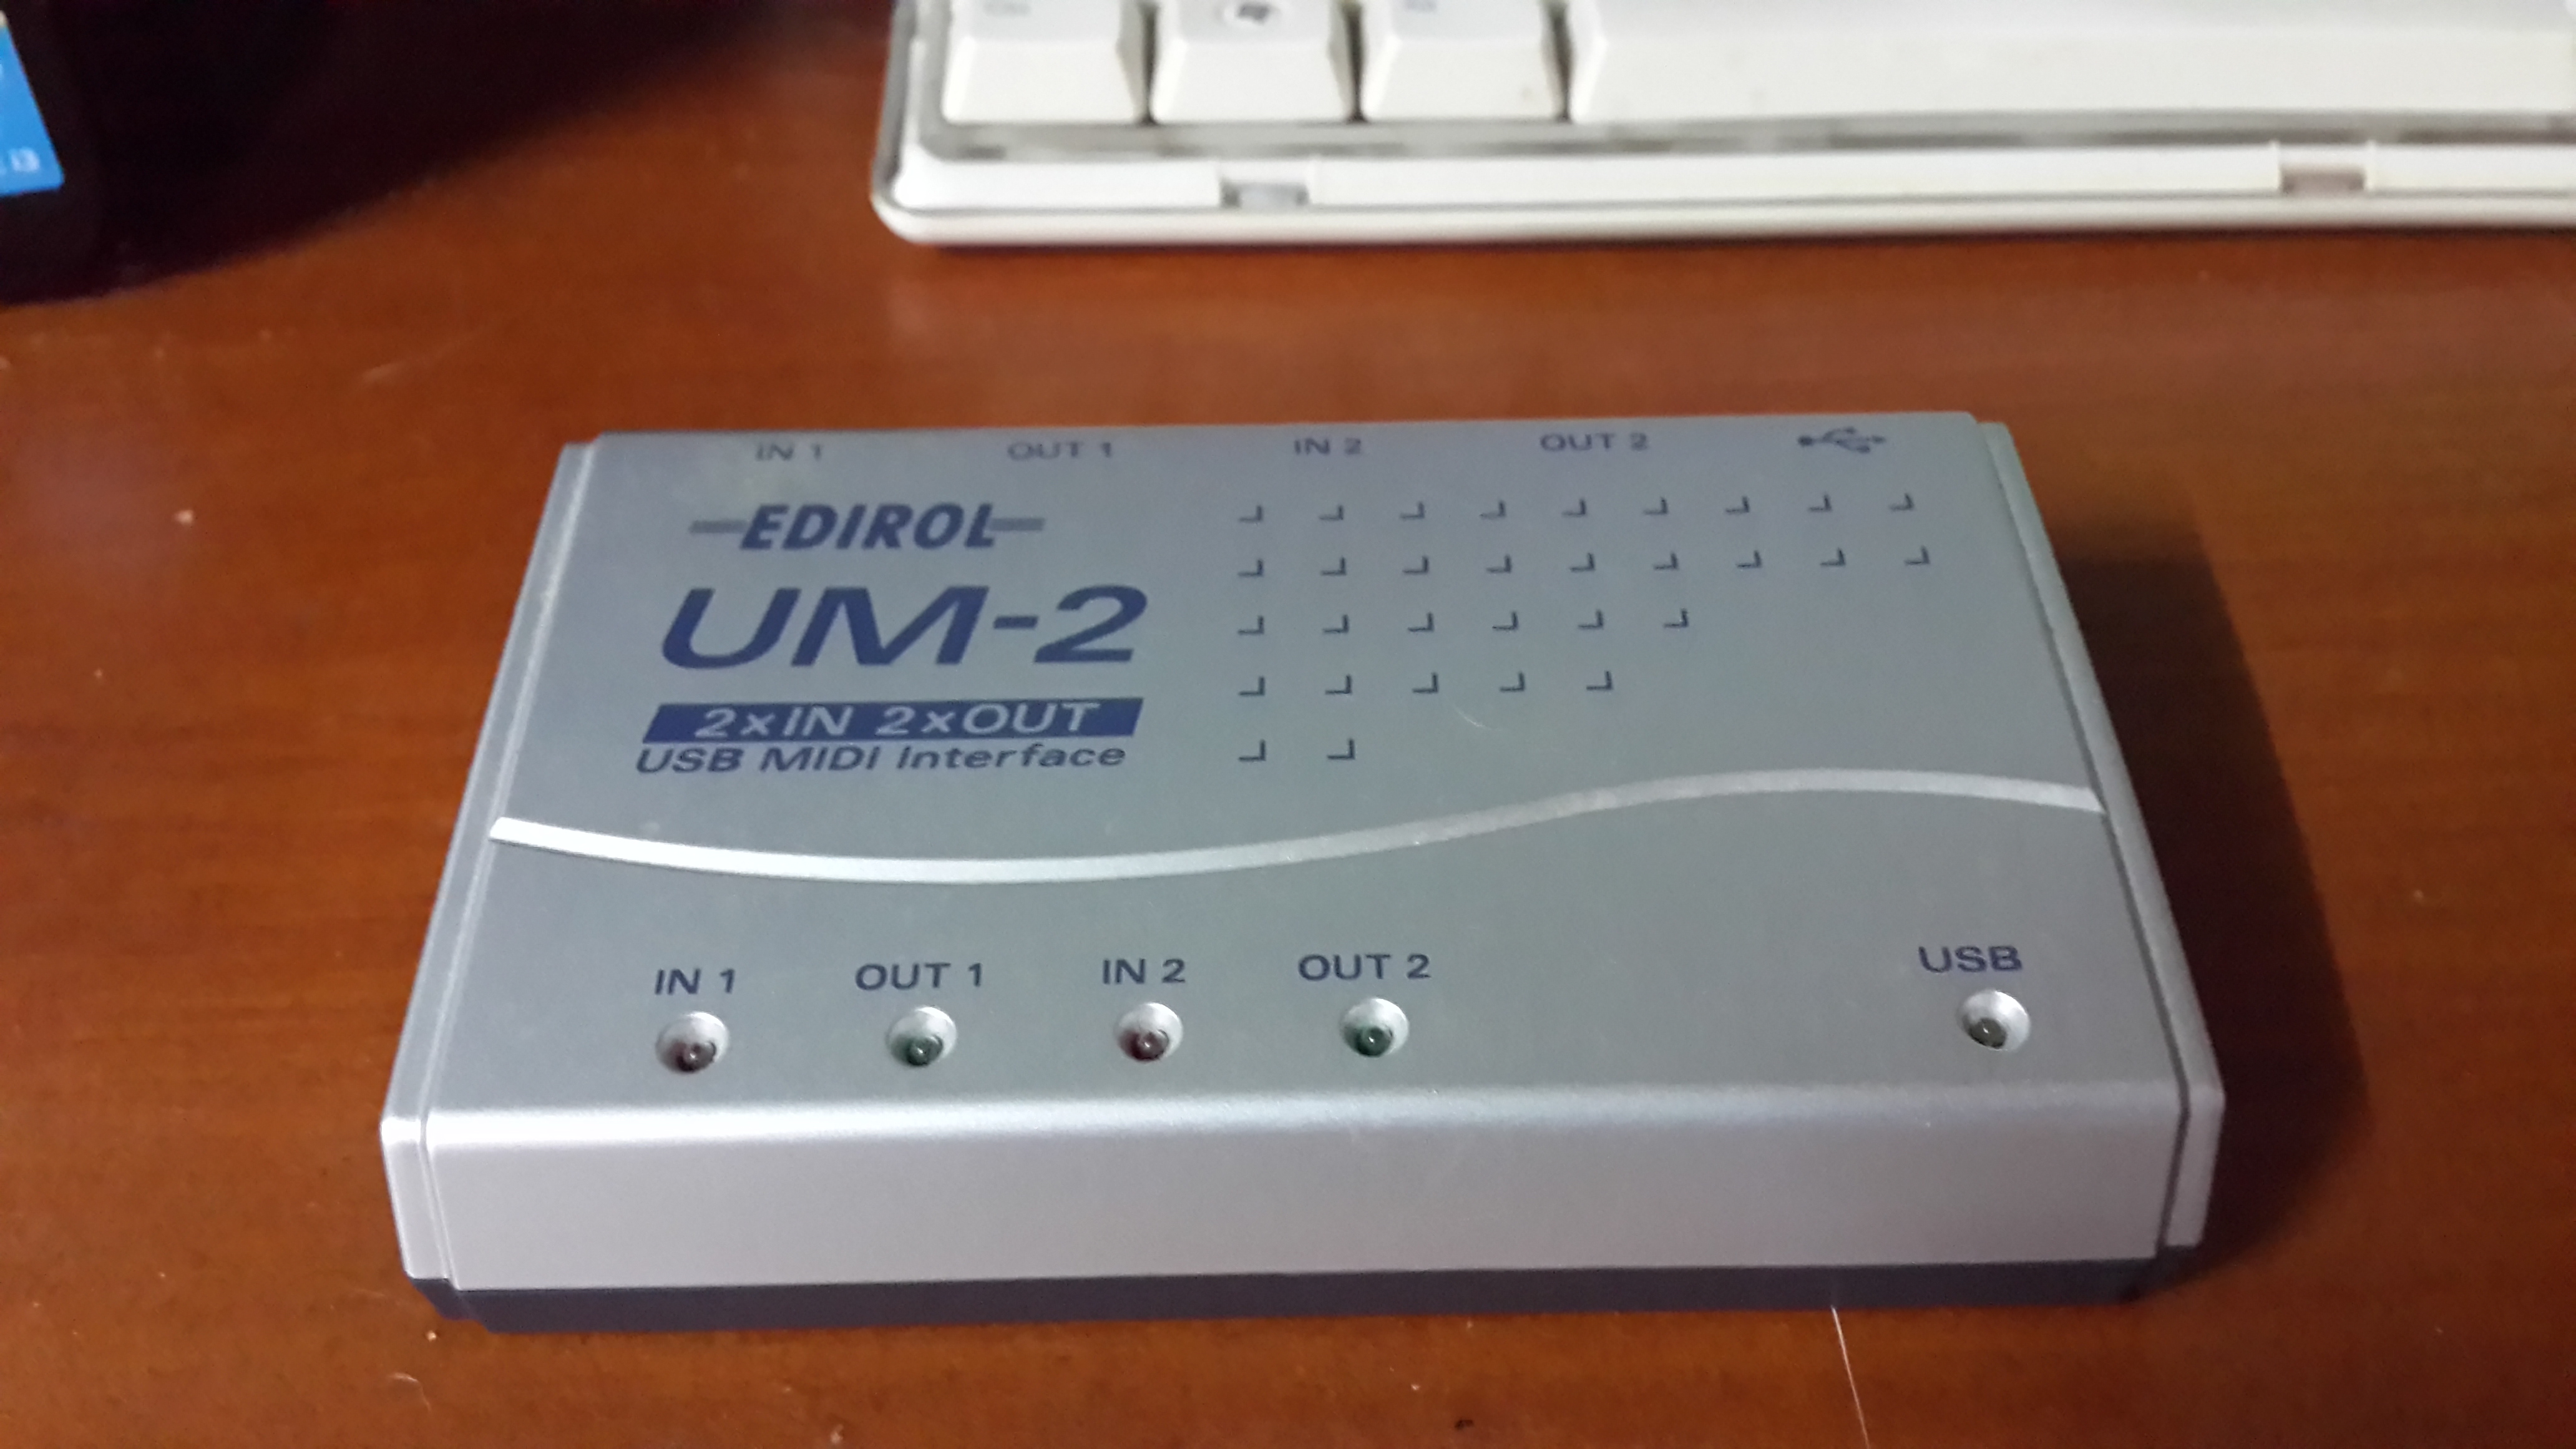 i3
IN 1 OUT 1 IN 2 OUT 2
EDIROL
UM-2
2xIN 2xOUT
USB MIDI Interface
IN 1 OUT 1 IN 2 OUT 2 USB